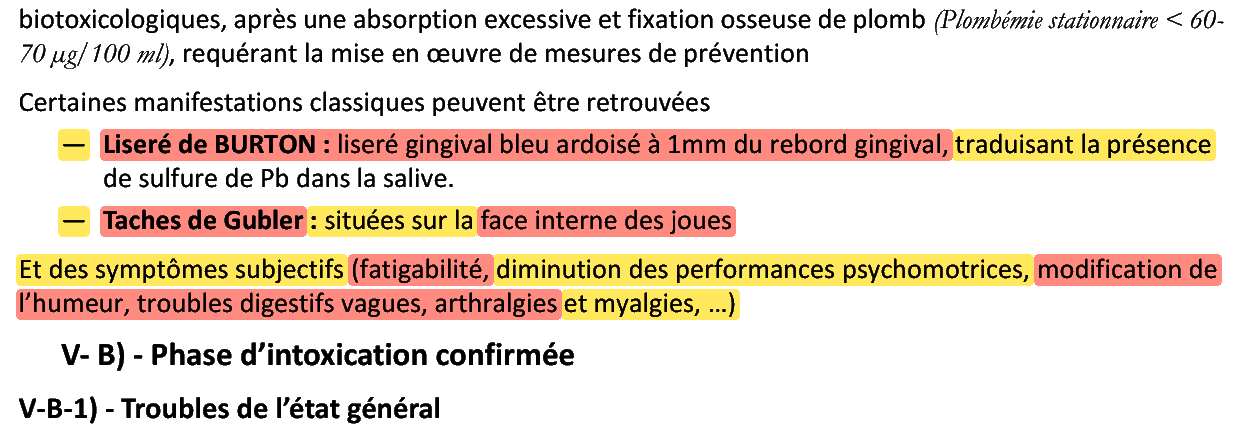 biotoxicologiques, après une absorption excessive et fixation osseuse de plomb (Plombémie stationnaire < 60-
70 µg/100 ml), requérant la mise en œuvre de mesures de prévention
Certaines manifestations classiques peuvent être retrouvées
— Liseré de BURTON : liseré gingival bleu ardoisé à 1mm du rebord gingival, traduisant la présence
de sulfure de Pb dans la salive.
— Taches de Gubler : situées sur la face interne des joues
Et des symptômes subjectifs (fatigabilité, diminution des performances psychomotrices, modification de
l’humeur, troubles digestifs vagues, arthralgies et myalgies, …)
V- B) - Phase d’intoxication confirmée
V-B-1) - Troubles de l’état général